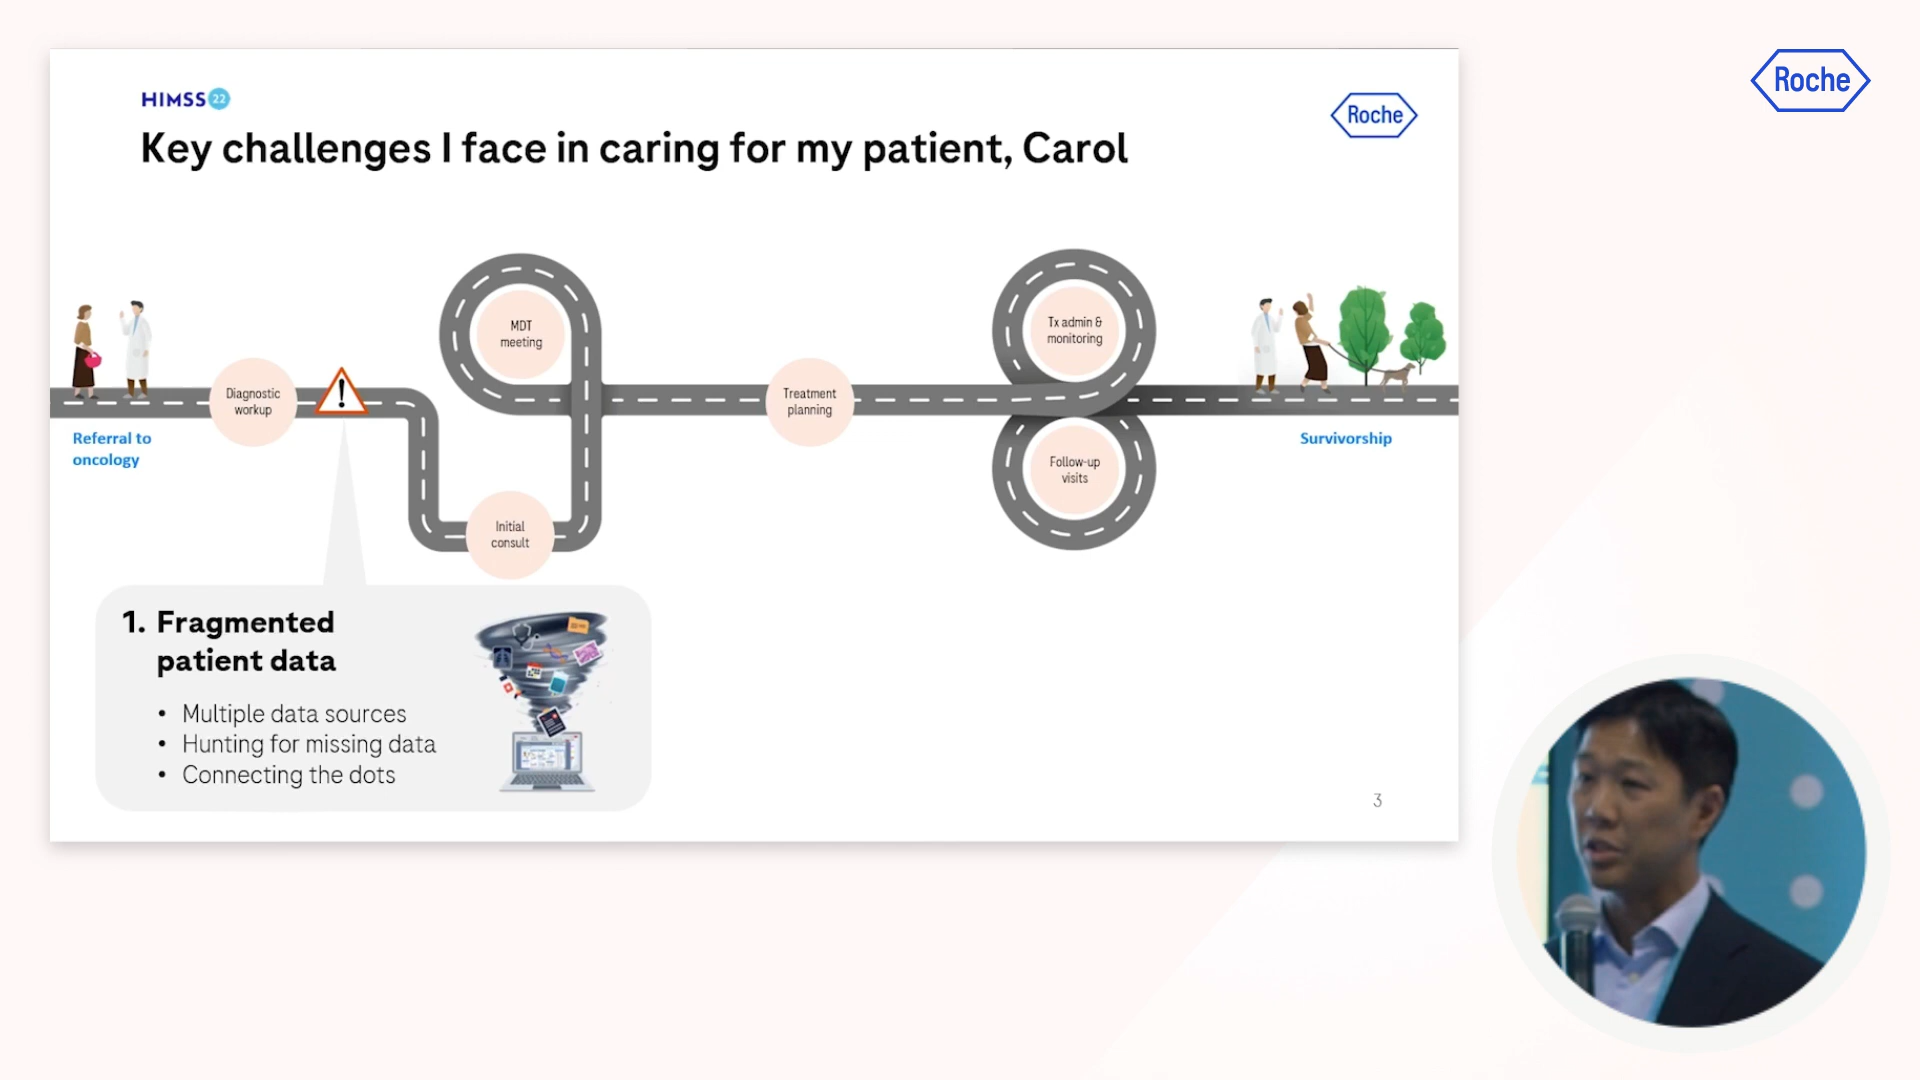 HIMSS 22
Roche
Roche
Key challenges I face in caring for my patient, Carol
MDT
meeting
Tx admin &
monitoring
Diagnostic
workup
!
Treatment
planning
Referral to
oncology
Survivorship
Follow-up
visits
Initial
consult
1. Fragmented
patient data
• Multiple data sources
• Hunting for missing data
• Connecting the dots
3